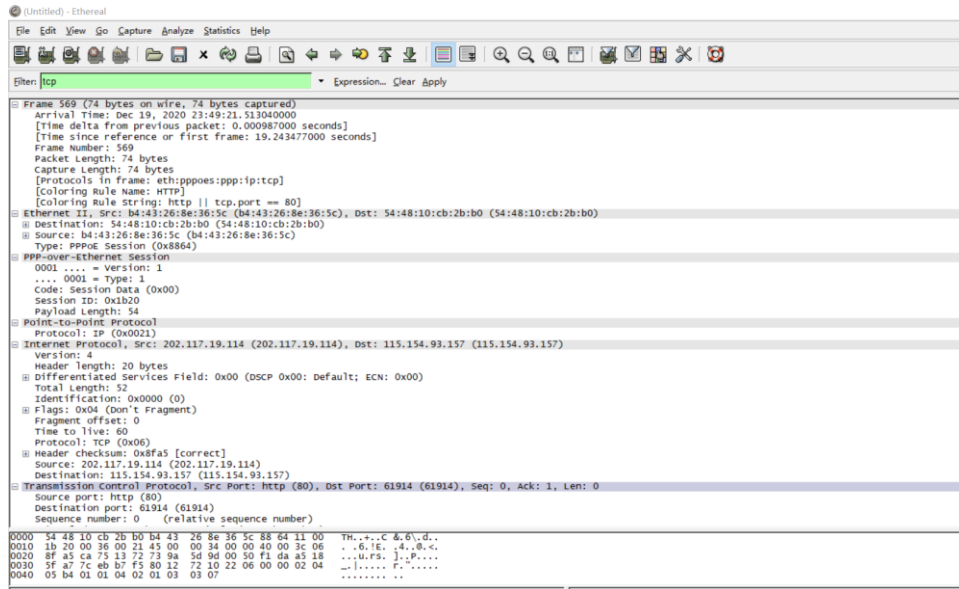 (Untitled) - Ethereal
File Edit View Go Capture Analyze Statistics Help
Filter: tcp Expression... Clear Apply
Frame 569 (74 bytes on wire, 74 bytes captured)
Arrival Time: Dec 19, 2020 23:49:21.513040000
[Time delta from previous packet: 0.000987000 seconds]
[Time since reference or first frame: 19.243477000 seconds]
Frame Number: 569
Packet Length: 74 bytes
Capture Length: 74 bytes
[Protocols in frame: eth:pppoes:ppp:ip:tcp]
[Coloring Rule Name: HTTP]
[Coloring Rule String: http || tcp.port == 80]
Ethernet II, Src: b4:43:26:8e:36:5c (b4:43:26:8e:36:5c), Dst: 54:48:10:cb:2b:b0 (54:48:10:cb:2b:b0)
Destination: 54:48:10:cb:2b:b0 (54:48:10:cb:2b:b0)
Source: b4:43:26:8e:36:5c (b4:43:26:8e:36:5c)
Type: PPPoE Session (0x8864)
PPP-over-Ethernet Session
0001 .... = Version: 1
.... 0001 = Type: 1
Code: Session Data (0x00)
Session ID: 0x1b20
Payload Length: 54
Point-to-Point Protocol
Protocol: IP (0x0021)
Internet Protocol, Src: 202.117.19.114 (202.117.19.114), Dst: 115.154.93.157 (115.154.93.157)
Version: 4
Header length: 20 bytes
Differentiated Services Field: 0x00 (DSCP 0x00: Default; ECN: 0x00)
Total Length: 52
Identification: 0x0000 (0)
Flags: 0x04 (Don't Fragment)
Fragment offset: 0
Time to live: 60
Protocol: TCP (0x06)
Header checksum: 0x8fa5 [correct]
Source: 202.117.19.114 (202.117.19.114)
Destination: 115.154.93.157 (115.154.93.157)
Transmission Control Protocol, Src Port: http (80), Dst Port: 61914 (61914), Seq: 0, Ack: 1, Len: 0
Source port: http (80)
Destination port: 61914 (61914)
Sequence number: 0 (relative sequence number)
0000 54 48 10 cb 2b b0 b4 43 26 8e 36 5c 88 64 11 00 TH..+..C &.6\.d..
0010 1b 20 00 36 00 21 45 00 00 34 00 00 40 00 3c 06 . .6.!E. .4..@.<.
0020 8f a5 ca 75 13 72 73 9a 5d 9d 00 50 f1 da a5 18 ...u.rs. ]..P....
0030 5f a7 7c eb b7 f5 80 12 72 10 22 06 00 00 02 04 _.|..... r.".....
0040 05 b4 01 01 04 02 01 03 03 07 ........ ..